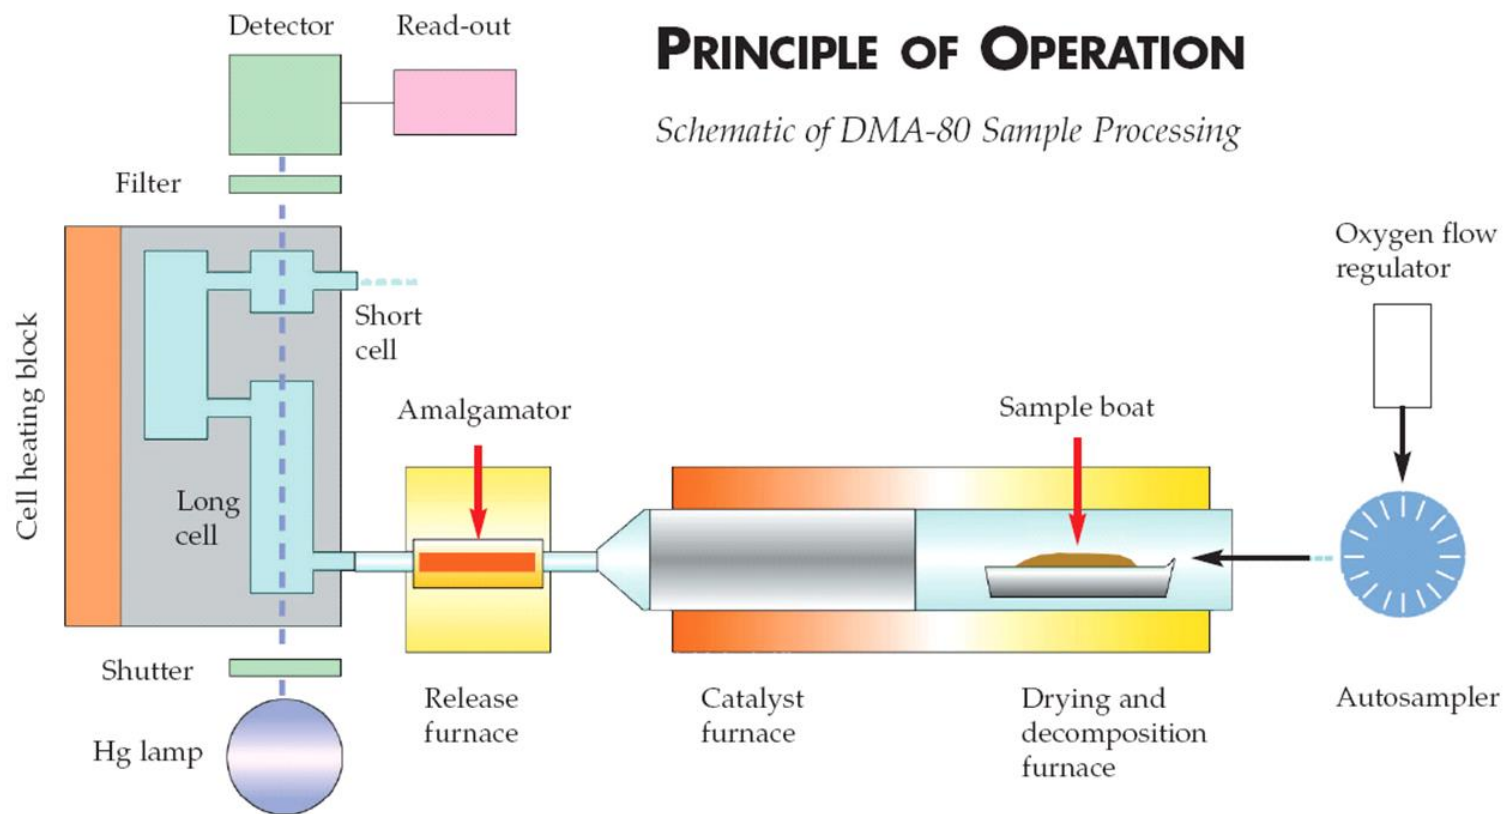 Detector
Read-out
PRINCIPLE OF OPERATION
Schematic of DMA-80 Sample Processing
Filter
Oxygen flow
regulator
Short
cell
Cell heating block
Amalgamator
Sample boat
Long
cell
Shutter
Release
furnace
Catalyst
furnace
Drying and
decomposition
furnace
Autosampler
Hg lamp